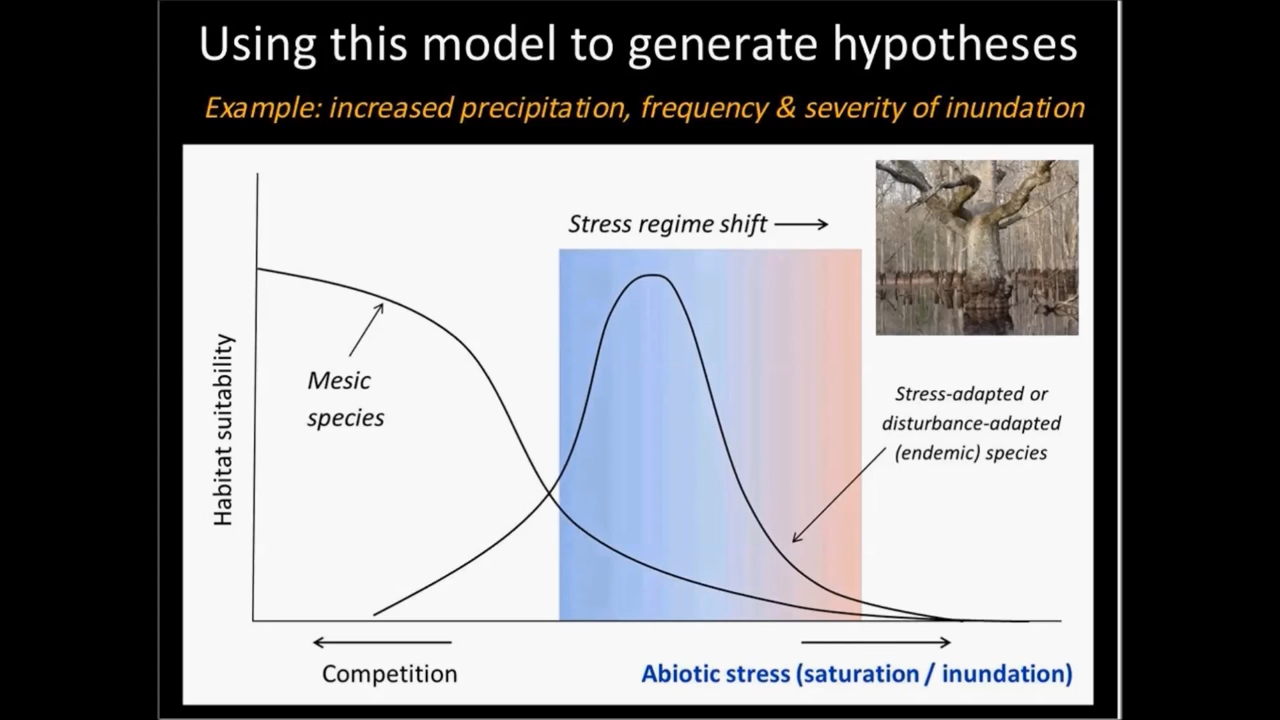 Using this model to generate hypotheses
Example: increased precipitation, frequency & severity of inundation
Stress regime shift
Mesic
species
Habitat suitability
Stress-adapted or
disturbance-adapted
(endemic) species
Competition
Abiotic stress (saturation / inundation)